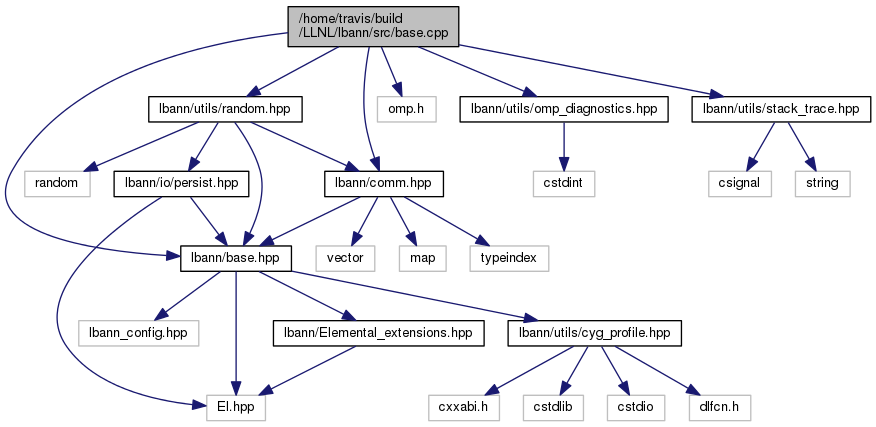 /home/travis/build
/LLNL/lbann/src/base.cpp
lbann/utils/random.hpp
omp.h
lbann/utils/omp_diagnostics.hpp
lbann/utils/stack_trace.hpp
random
lbann/io/persist.hpp
lbann/comm.hpp
cstdint
csignal
string
lbann/base.hpp
vector
map
typeindex
lbann_config.hpp
lbann/Elemental_extensions.hpp
lbann/utils/cyg_profile.hpp
El.hpp
cxxabi.h
cstdlib
cstdio
dlfcn.h